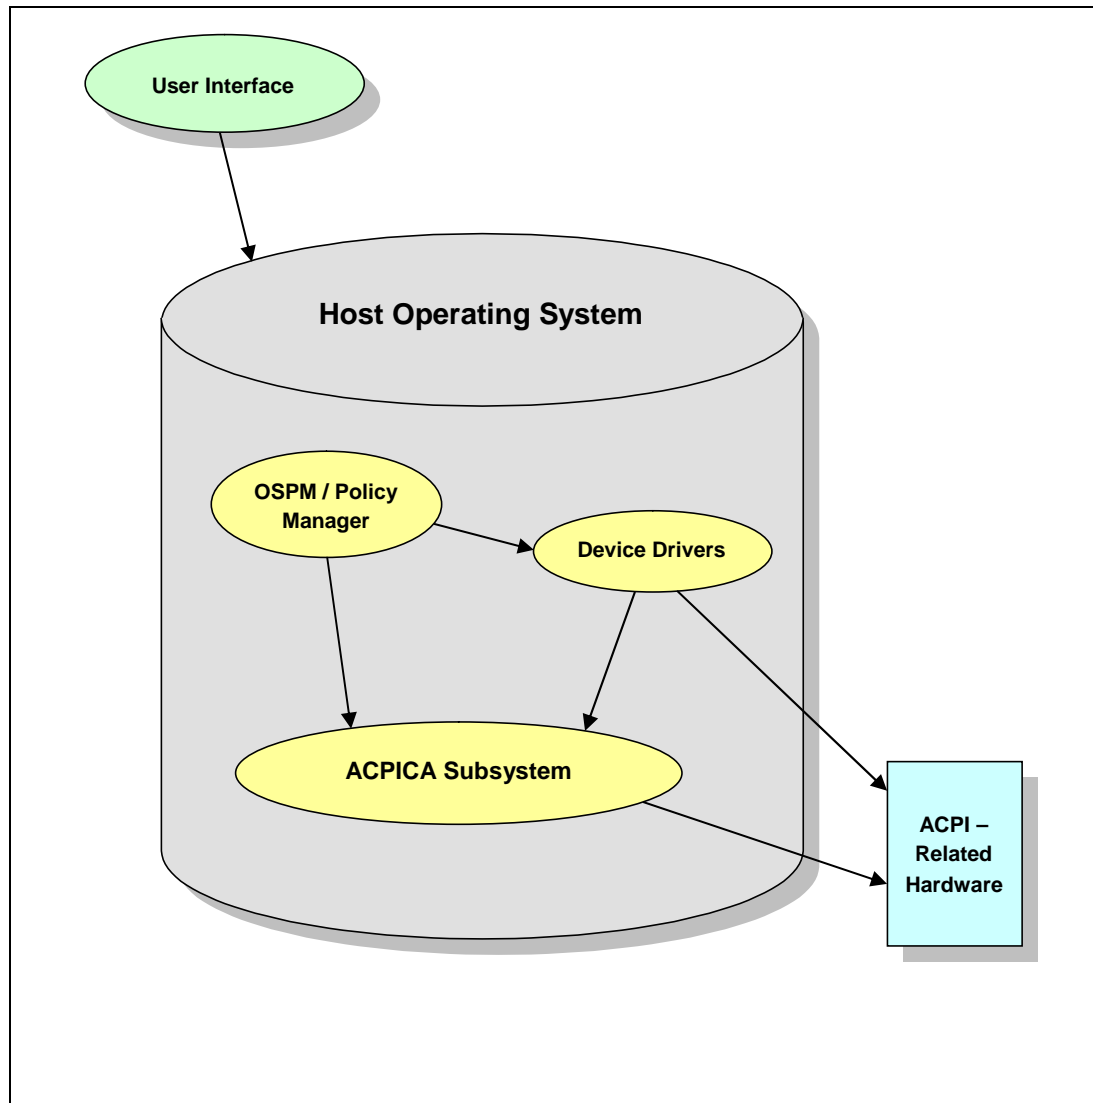 User Interface
Host Operating System
OSPM / Policy
Manager
Device Drivers
ACPICA Subsystem
ACPI –
Related
Hardware